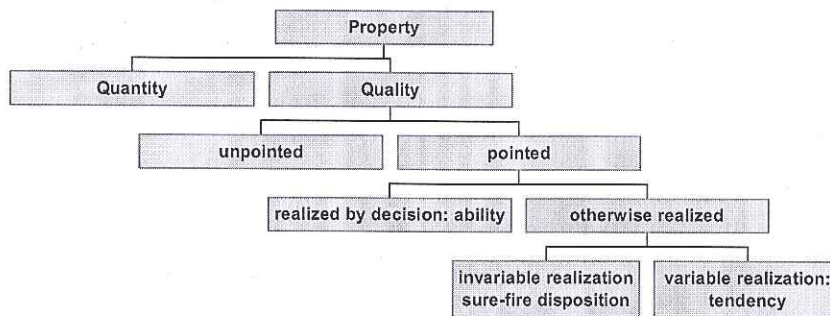 Property
Quantity
Quality
unpointed
pointed
realized by decision: ability
otherwise realized
invariable realization
sure-fire disposition
variable realization:
tendency